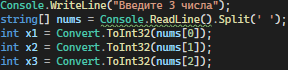 Console.WriteLine("Введите 3 числа");
string[] nums = Console.ReadLine().Split(' ');
int x1 = Convert.ToInt32(nums[0]);
int x2 = Convert.ToInt32(nums[1]);
int x3 = Convert.ToInt32(nums[2]);